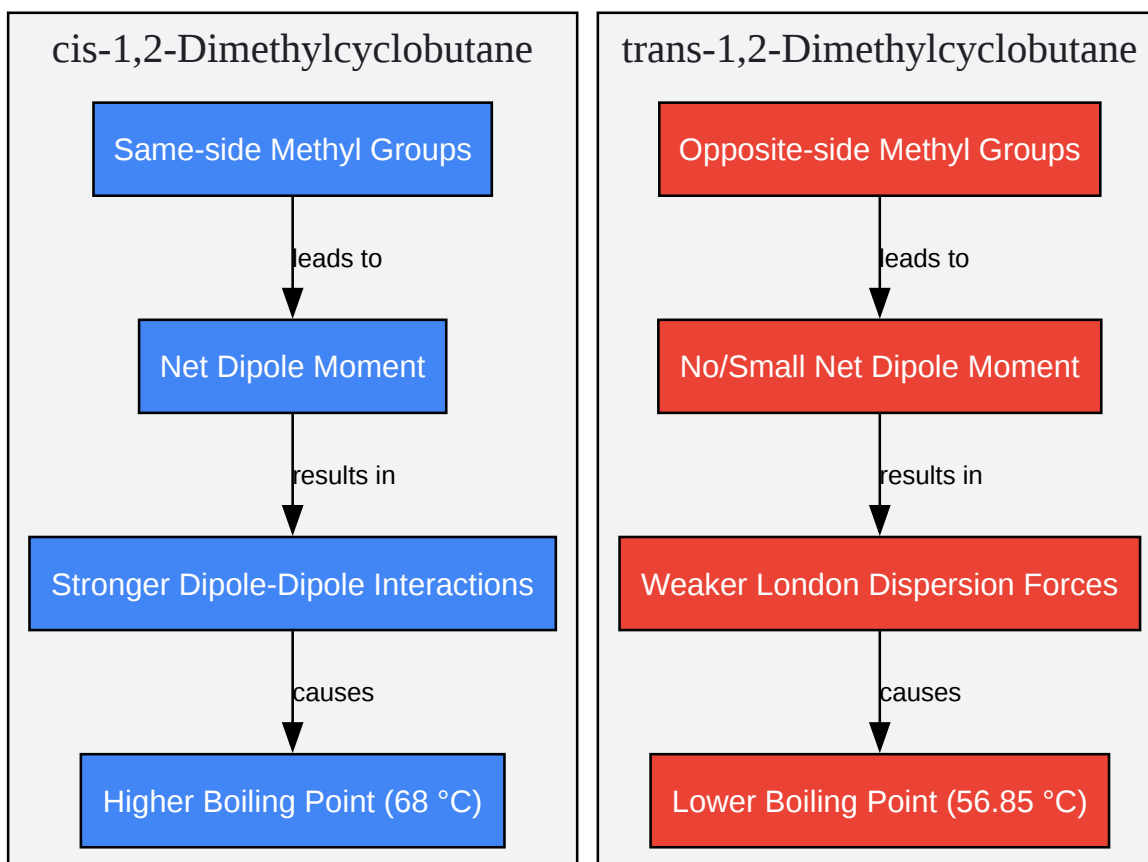 cis-1,2-Dimethylcyclobutane
Same-side Methyl Groups
leads to
Net Dipole Moment
results in
Stronger Dipole-Dipole Interactions
causes
Higher Boiling Point (68 °C)
trans-1,2-Dimethylcyclobutane
Opposite-side Methyl Groups
leads to
No/Small Net Dipole Moment
results in
Weaker London Dispersion Forces
causes
Lower Boiling Point (56.85 °C)